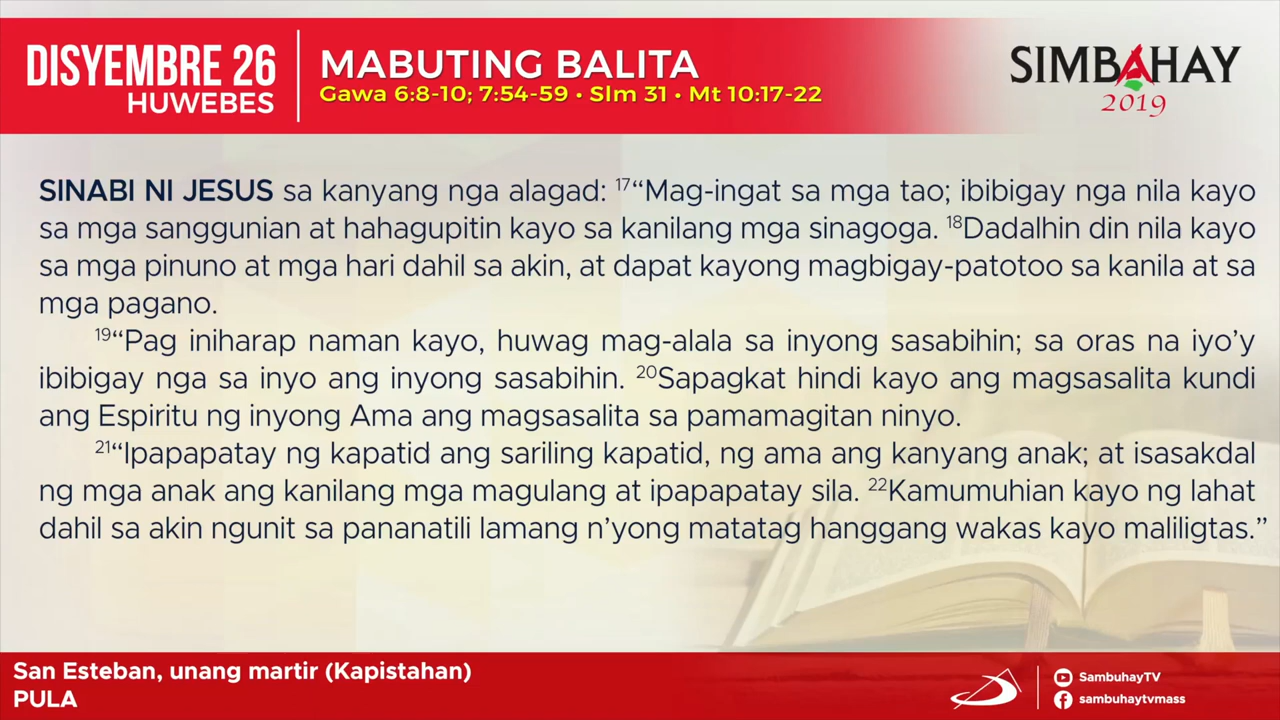 DISYEMBRE 26
HUWEBES
MABUTING BALITA
Gawa 6:8-10; 7:54-59 • Slm 31 • Mt 10:17-22
SIMBAHAY
2019
SINABI NI JESUS sa kanyang nga alagad: 17“Mag-ingat sa mga tao; ibibigay nga nila kayo
sa mga sanggunian at hahagupitin kayo sa kanilang mga sinagoga. 18Dadalhin din nila kayo
sa mga pinuno at mga hari dahil sa akin, at dapat kayong magbigay-patotoo sa kanila at sa
mga pagano.
19“Pag iniharap naman kayo, huwag mag-alala sa inyong sasabihin; sa oras na iyo’y
ibibigay nga sa inyo ang inyong sasabihin. 20Sapagkat hindi kayo ang magsasalita kundi
ang Espiritu ng inyong Ama ang magsasalita sa pamamagitan ninyo.
21“Ipapapatay ng kapatid ang sariling kapatid, ng ama ang kanyang anak; at isasakdal
ng mga anak ang kanilang mga magulang at ipapapatay sila. 22Kamumuhian kayo ng lahat
dahil sa akin ngunit sa pananatili lamang n’yong matatag hanggang wakas kayo maliligtas.”
San Esteban, unang martir (Kapistahan)
PULA
SambuhayTV
sambuhaytvmass